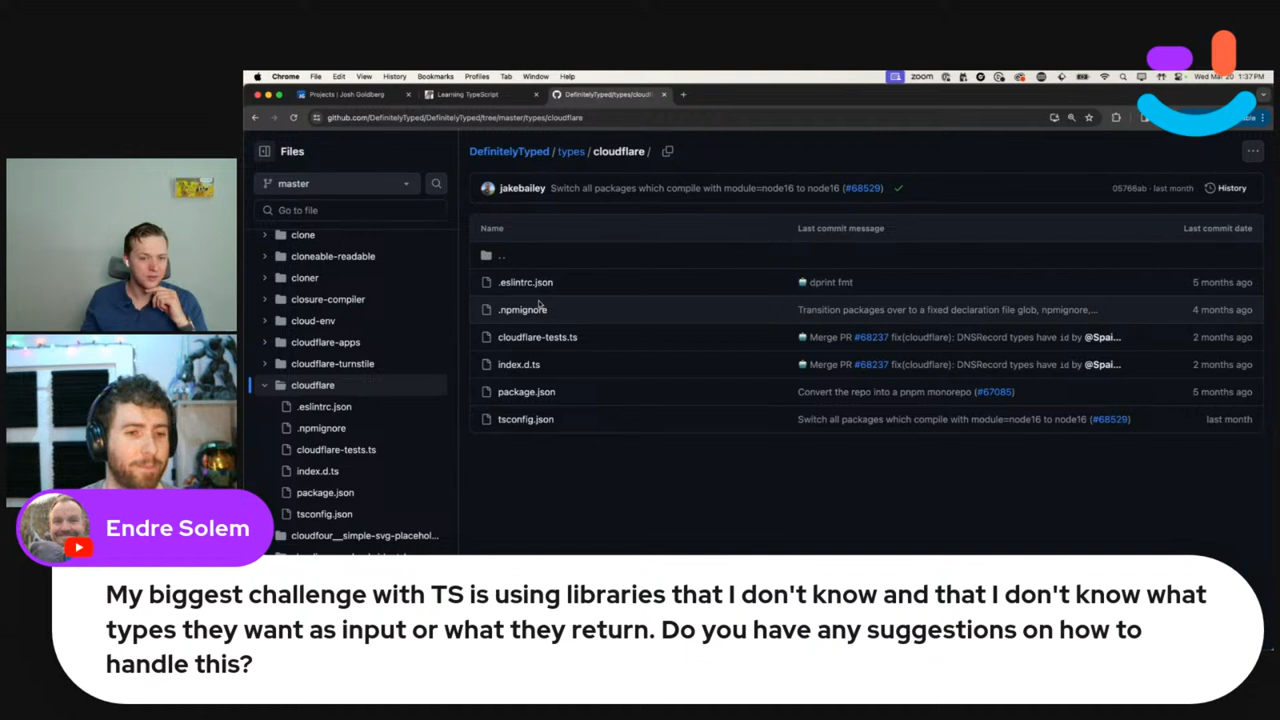 Chrome File Edit View History Bookmarks Profiles Tab Window Help
zoom
Wed Mar 20 1:37PM
Projects | Josh Goldberg
Learning TypeScript
DefinitelyTyped/types/cloudfl
github.com/DefinitelyTyped/DefinitelyTyped/tree/master/types/cloudflare
Files
master
Go to file
clone
cloneable-readable
cloner
closure-compiler
cloud-env
cloudflare-apps
cloudflare-turnstile
cloudflare
.eslintrc.json
.npmignore
cloudflare-tests.ts
index.d.ts
package.json
tsconfig.json
cloudfour__simple-svg-placehol...
DefinitelyTyped / types / cloudflare /
jakebailey Switch all packages which compile with module=node16 to node16 (#68529)
05766ab · last month
History
Name Last commit message Last commit date
..
.eslintrc.json dprint fmt 5 months ago
.npmignore Transition packages over to a fixed declaration file glob, npmignore,... 4 months ago
cloudflare-tests.ts Merge PR #68237 fix(cloudflare): DNSRecord types have id by @Spai... 2 months ago
index.d.ts Merge PR #68237 fix(cloudflare): DNSRecord types have id by @Spai... 2 months ago
package.json Convert the repo into a pnpm monorepo (#67085) 5 months ago
tsconfig.json Switch all packages which compile with module=node16 to node16 (#68529) last month
Endre Solem
My biggest challenge with TS is using libraries that I don't know and that I don't know what
types they want as input or what they return. Do you have any suggestions on how to
handle this?